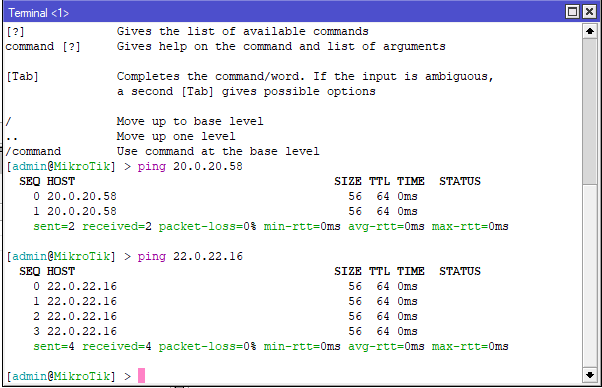 Terminal <1>
[?]             Gives the list of available commands
command [?]     Gives help on the command and list of arguments
[Tab]           Completes the command/word. If the input is ambiguous,
                a second [Tab] gives possible options
/               Move up to base level
..              Move up one level
/command        Use command at the base level
[admin@MikroTik] > ping 20.0.20.58
  SEQ HOST                                     SIZE TTL TIME  STATUS
    0 20.0.20.58                                 56  64 0ms
    1 20.0.20.58                                 56  64 0ms
    sent=2 received=2 packet-loss=0% min-rtt=0ms avg-rtt=0ms max-rtt=0ms
[admin@MikroTik] > ping 22.0.22.16
  SEQ HOST                                     SIZE TTL TIME  STATUS
    0 22.0.22.16                                 56  64 0ms
    1 22.0.22.16                                 56  64 0ms
    2 22.0.22.16                                 56  64 0ms
    3 22.0.22.16                                 56  64 0ms
    sent=4 received=4 packet-loss=0% min-rtt=0ms avg-rtt=0ms max-rtt=0ms
[admin@MikroTik] >